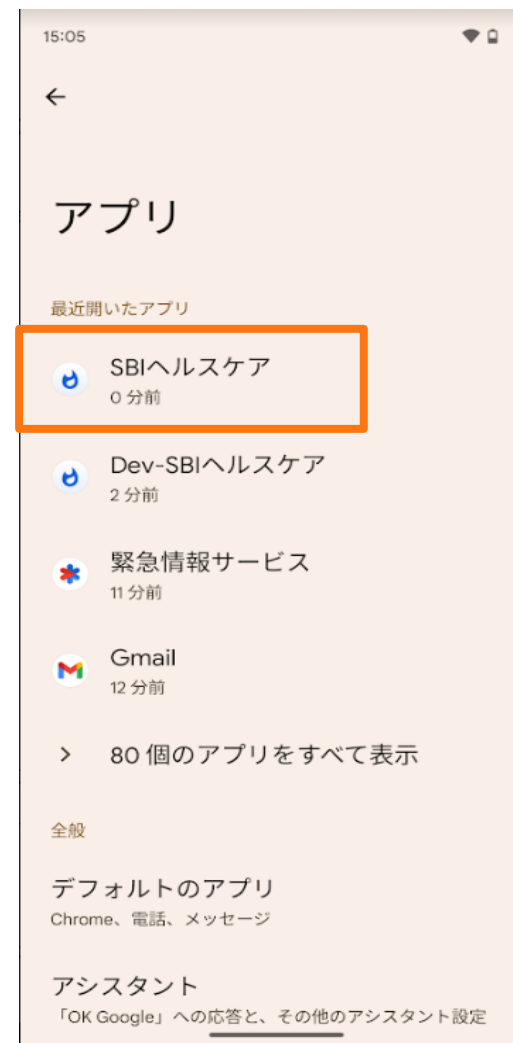 15:05
アプリ
最近開いたアプリ
SBIヘルスケア
0 分前
Dev-SBIヘルスケア
2 分前
緊急情報サービス
11 分前
Gmail
12 分前
80 個のアプリをすべて表示
全般
デフォルトのアプリ
Chrome、電話、メッセージ
アシスタント
「OK Google」への応答と、その他のアシスタント設定